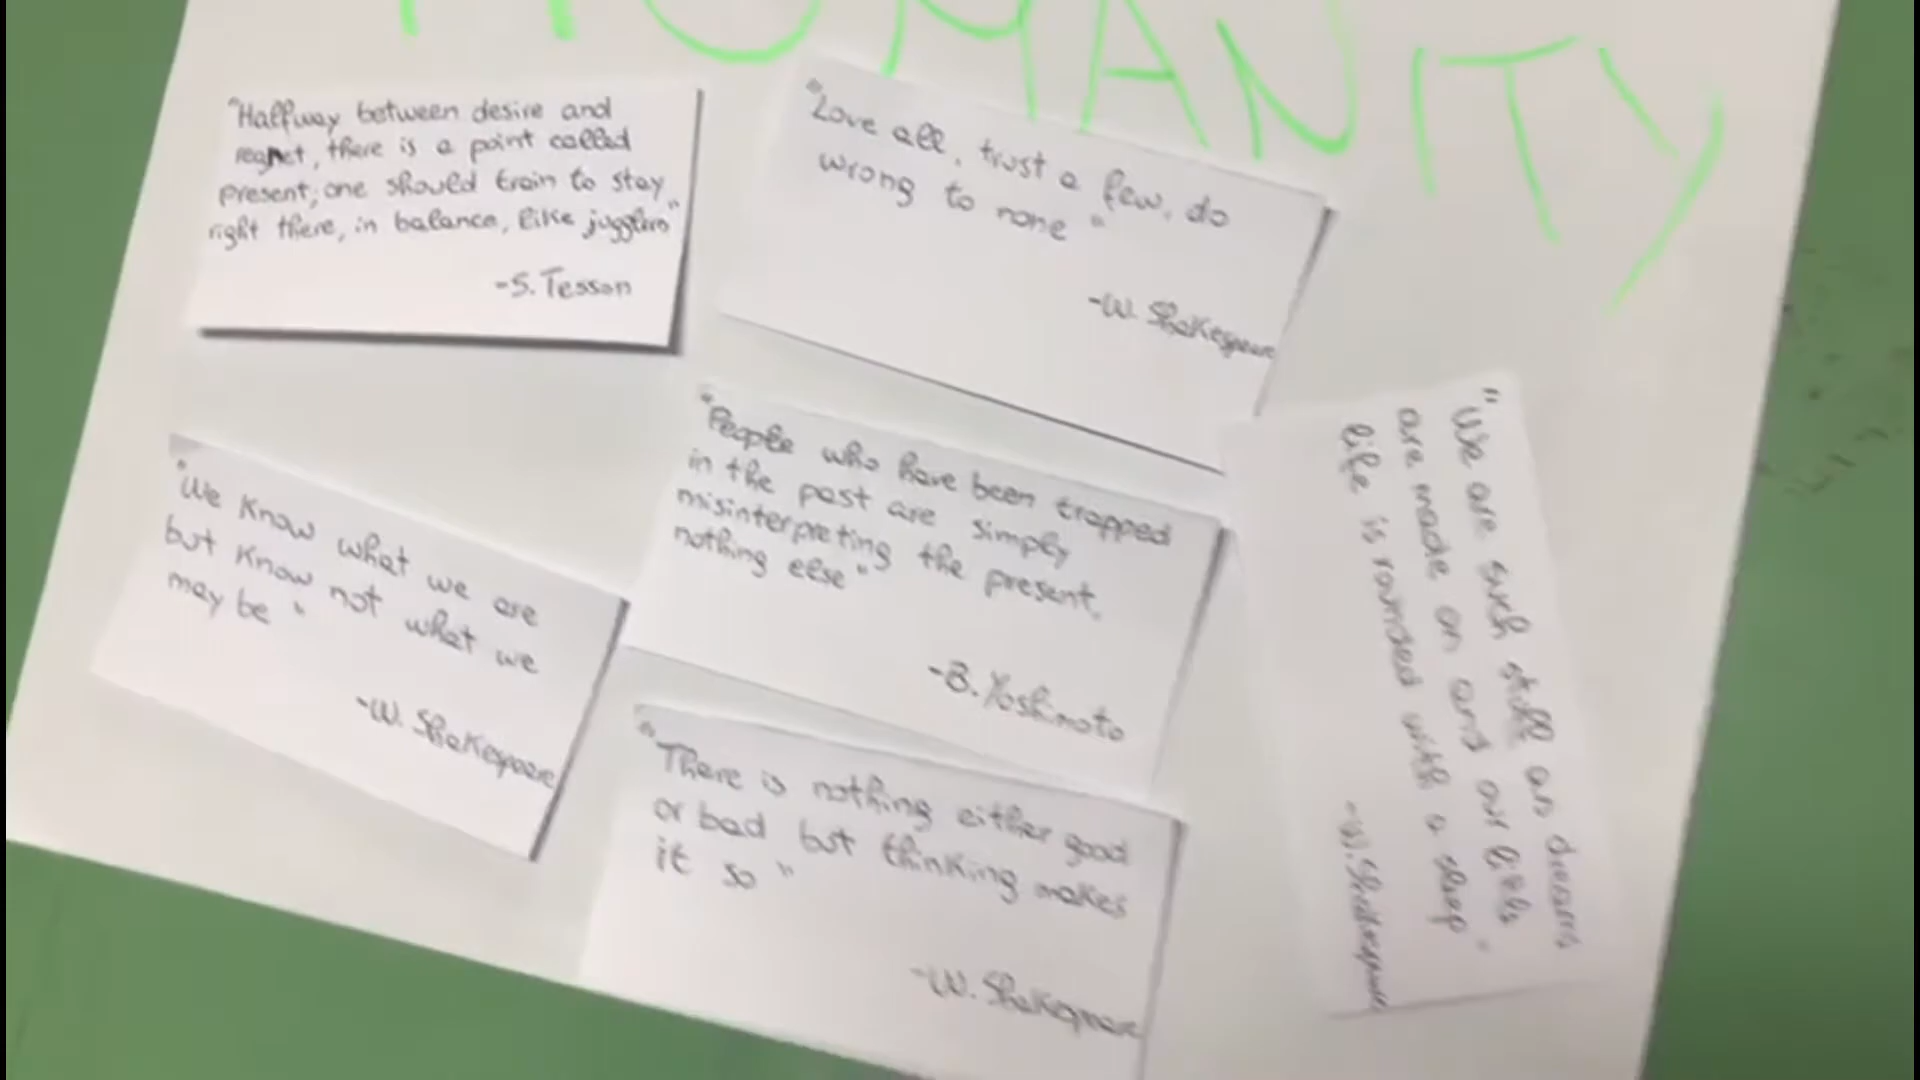 HUMANITY
"Halfway between desire and
regret, there is a point called
present; one should train to stay
right there, in balance, like jugglers"
-S. Tesson
"Love all, trust a few, do
wrong to none"
-W. Shakespeare
"We know what we are
but know not what we
may be"
-W. Shakespeare
"People who have been trapped
in the past are simply
misinterpreting the present,
nothing else"
-B. Yoshimoto
"There is nothing either good
or bad but thinking makes
it so"
-W. Shakespeare
"We are such stuff an dreams
are made on and our little
life is rounded with a sleep"
-W. Shakespeare